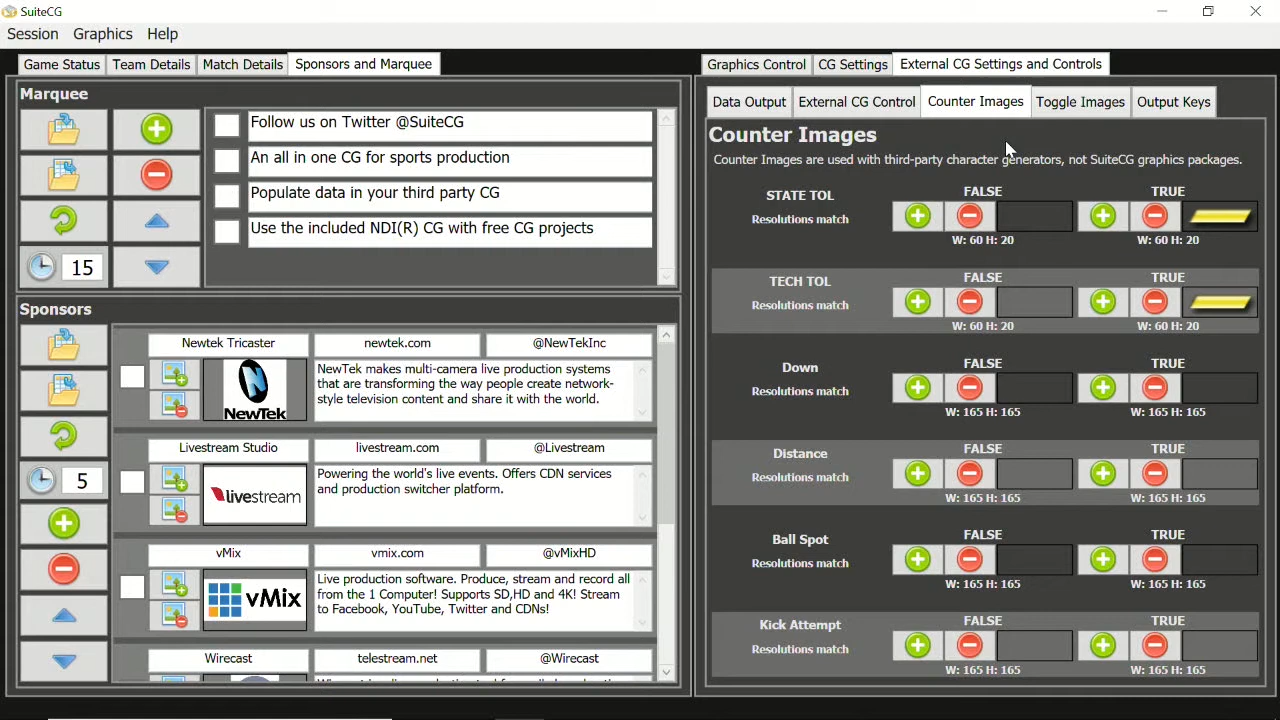 SuiteCG
Session Graphics Help
Game Status Team Details Match Details Sponsors and Marquee
Marquee
Follow us on Twitter @SuiteCG
An all in one CG for sports production
Populate data in your third party CG
Use the included NDI(R) CG with free CG projects
15
Sponsors
5
Newtek Tricaster newtek.com @NewTekInc
NewTek
NewTek makes multi-camera live production systems
that are transforming the way people create network-
style television content and share it with the world.
Livestream Studio livestream.com @Livestream
livestream
Powering the world's live events. Offers CDN services
and production switcher platform.
vMix vmix.com @vMixHD
vMix
Live production software. Produce, stream and record all
from the 1 Computer! Supports SD,HD and 4K! Stream
to Facebook, YouTube, Twitter and CDNs!
Wirecast telestream.net @Wirecast
Graphics Control CG Settings External CG Settings and Controls
Data Output External CG Control Counter Images Toggle Images Output Keys
Counter Images
Counter Images are used with third-party character generators, not SuiteCG graphics packages.
STATE TOL FALSE TRUE
Resolutions match
W: 60 H: 20 W: 60 H: 20
TECH TOL FALSE TRUE
Resolutions match
W: 60 H: 20 W: 60 H: 20
Down FALSE TRUE
Resolutions match
W: 165 H: 165 W: 165 H: 165
Distance FALSE TRUE
Resolutions match
W: 165 H: 165 W: 165 H: 165
Ball Spot FALSE TRUE
Resolutions match
W: 165 H: 165 W: 165 H: 165
Kick Attempt FALSE TRUE
Resolutions match
W: 165 H: 165 W: 165 H: 165